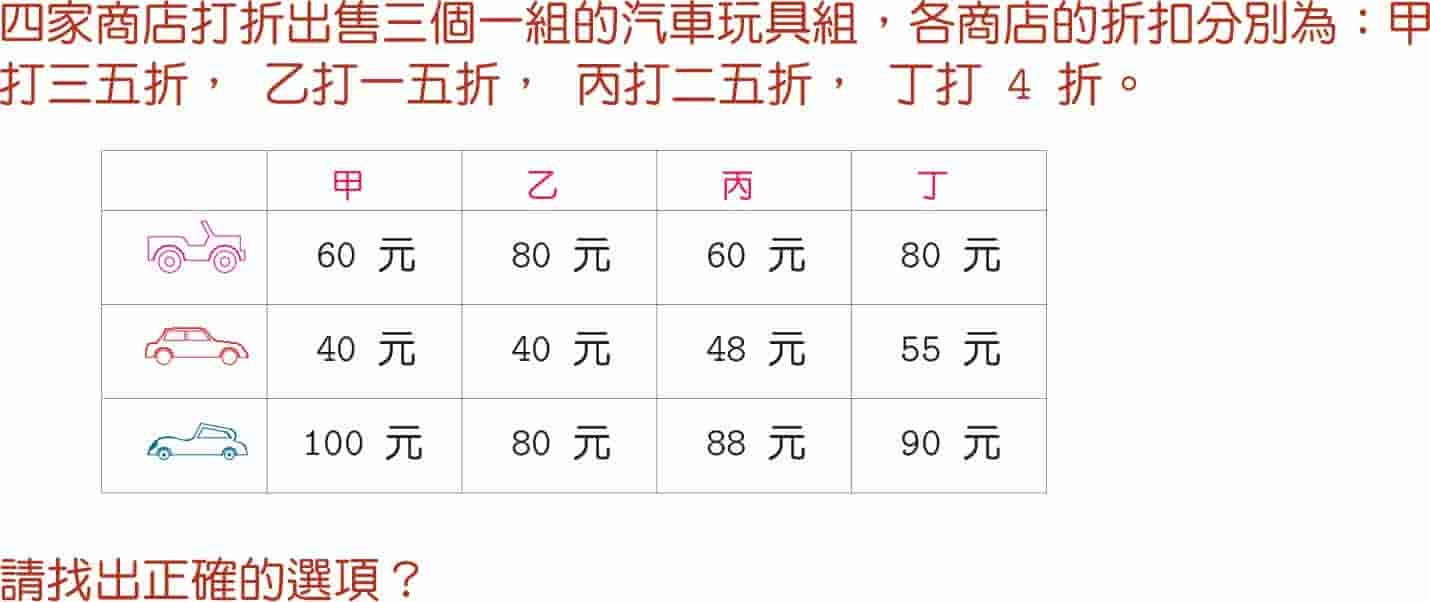 四家商店打折出售三個一組的汽車玩具組，各商店的折扣分別為：甲
打三五折， 乙打一五折， 丙打二五折， 丁打 4 折。
甲 乙 丙 丁
60 元 80 元 60 元 80 元
40 元 40 元 48 元 55 元
100 元 80 元 88 元 90 元
請找出正確的選項？